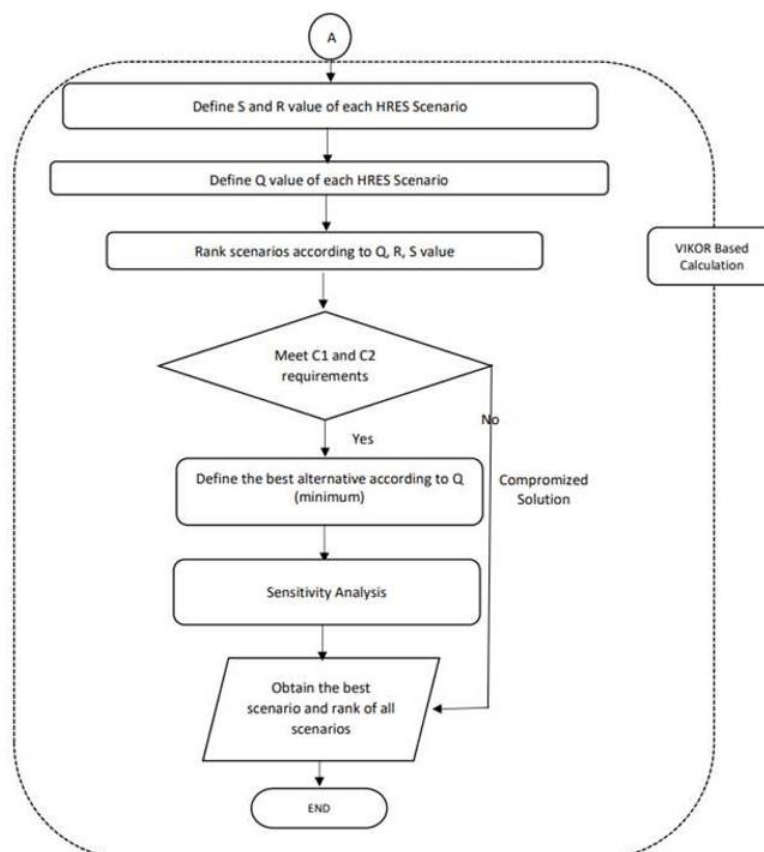 A
Define S and R value of each HRES Scenario
Define Q value of each HRES Scenario
Rank scenarios according to Q, R, S value
VIKOR Based
Calculation
Meet C1 and C2
requirements
No
Yes
Define the best alternative according to Q
(minimum)
Compromized
Solution
Sensitivity Analysis
Obtain the best
scenario and rank of all
scenarios
END